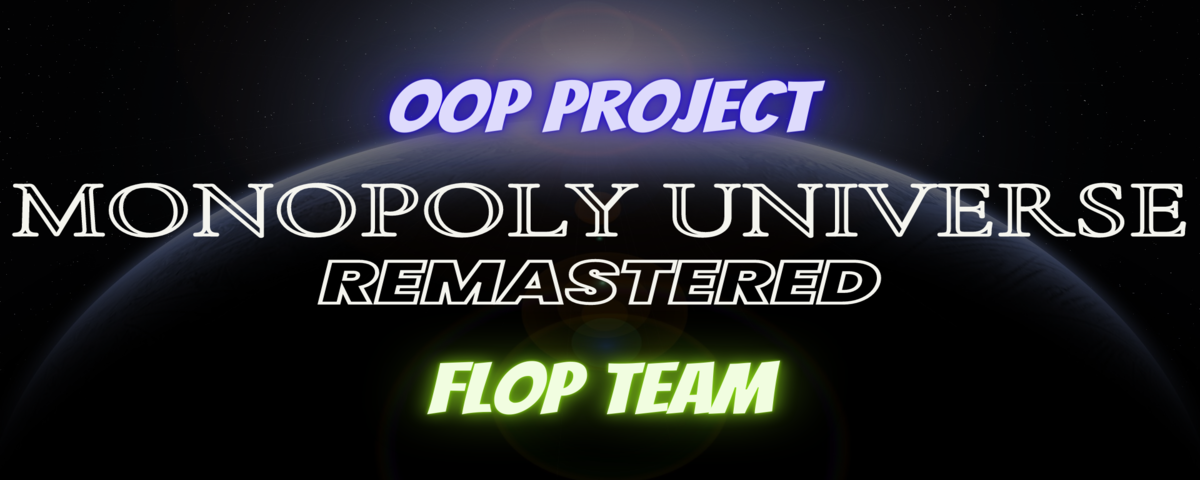 OOP PROJECT
MONOPOLY UNIVERSE
REMASTERED
FLOP TEAM